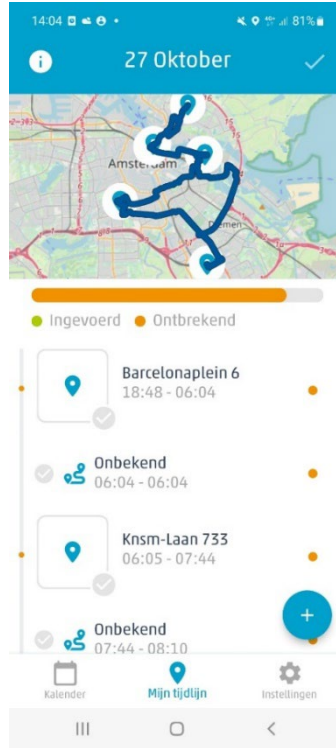 14:04
81%
27 Oktober
Amsterdam
Diemen
Ingevoerd Ontbrekend
Barcelonaplein 6
18:48 - 06:04
Onbekend
06:04 - 06:04
Knsm-Laan 733
06:05 - 07:44
Onbekend
07:44 - 08:10
Kalender Mijn tijdlijn Instellingen